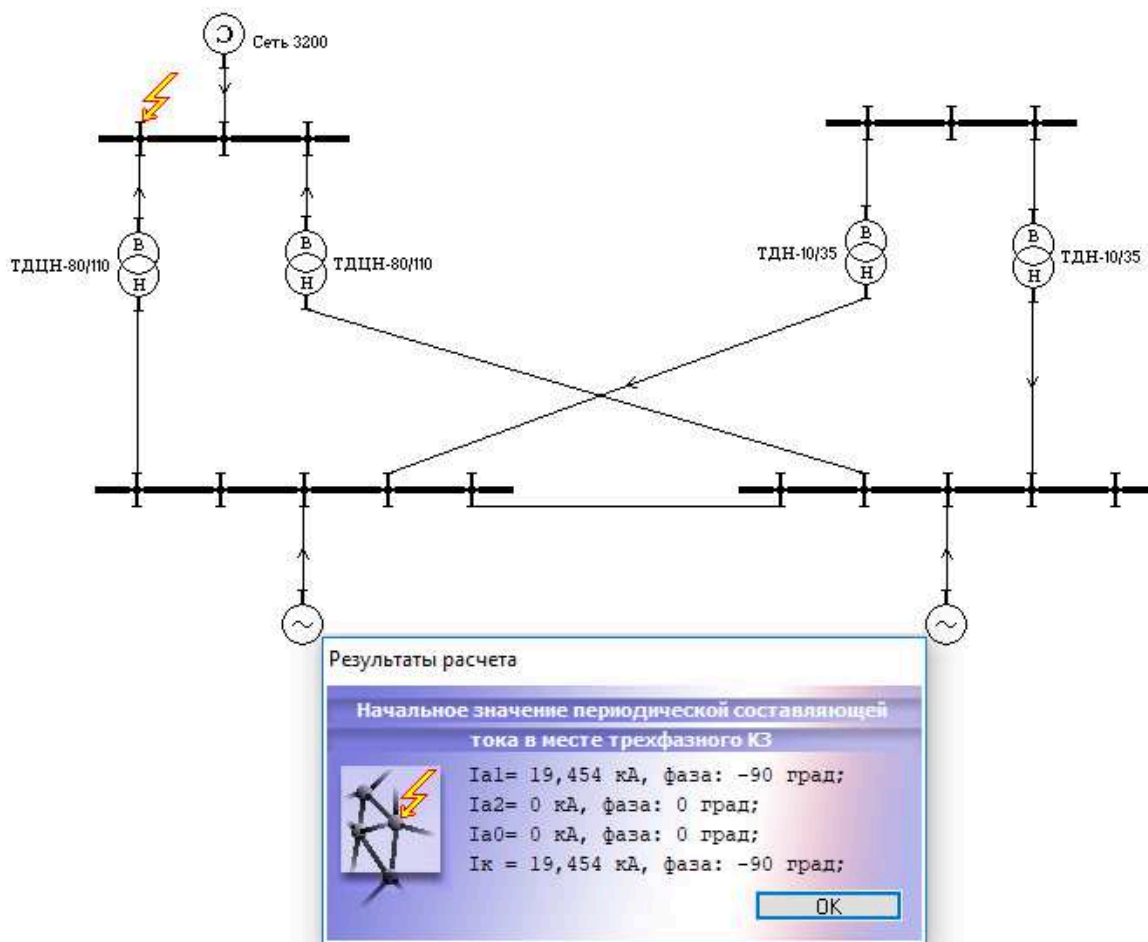 С
Сеть 3200
В
Н
ТДЦН-80/110
В
Н
ТДЦН-80/110
В
Н
ТДН-10/35
В
Н
ТДН-10/35
Результаты расчета
Начальное значение периодической составляющей
тока в месте трехфазного КЗ
Ia1= 19,454 кА, фаза: -90 град;
Ia2= 0 кА, фаза: 0 град;
Ia0= 0 кА, фаза: 0 град;
Iк = 19,454 кА, фаза: -90 град;
OK